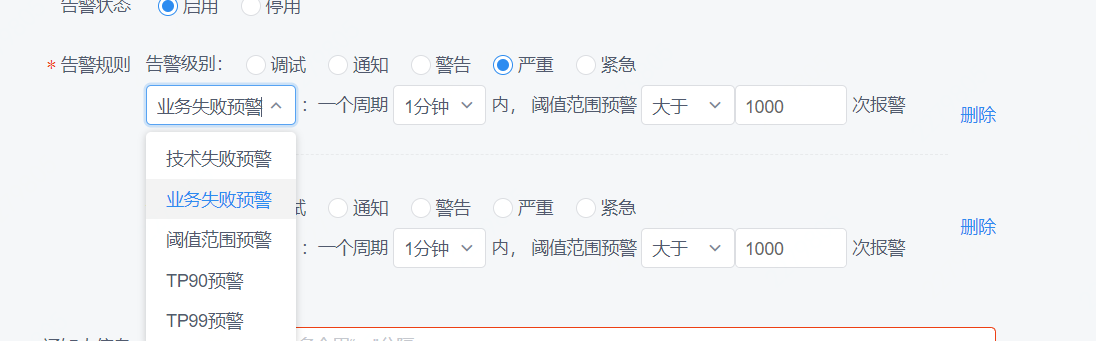 告警状态 启用 停用
* 告警规则 告警级别： 调试 通知 警告 严重 紧急
业务失败预警 ： 一个周期 1分钟 内， 阈值范围预警 大于 1000 次报警 删除
技术失败预警
业务失败预警
试 通知 警告 严重 紧急
阈值范围预警
： 一个周期 1分钟 内， 阈值范围预警 大于 1000 次报警 删除
TP90预警
TP99预警